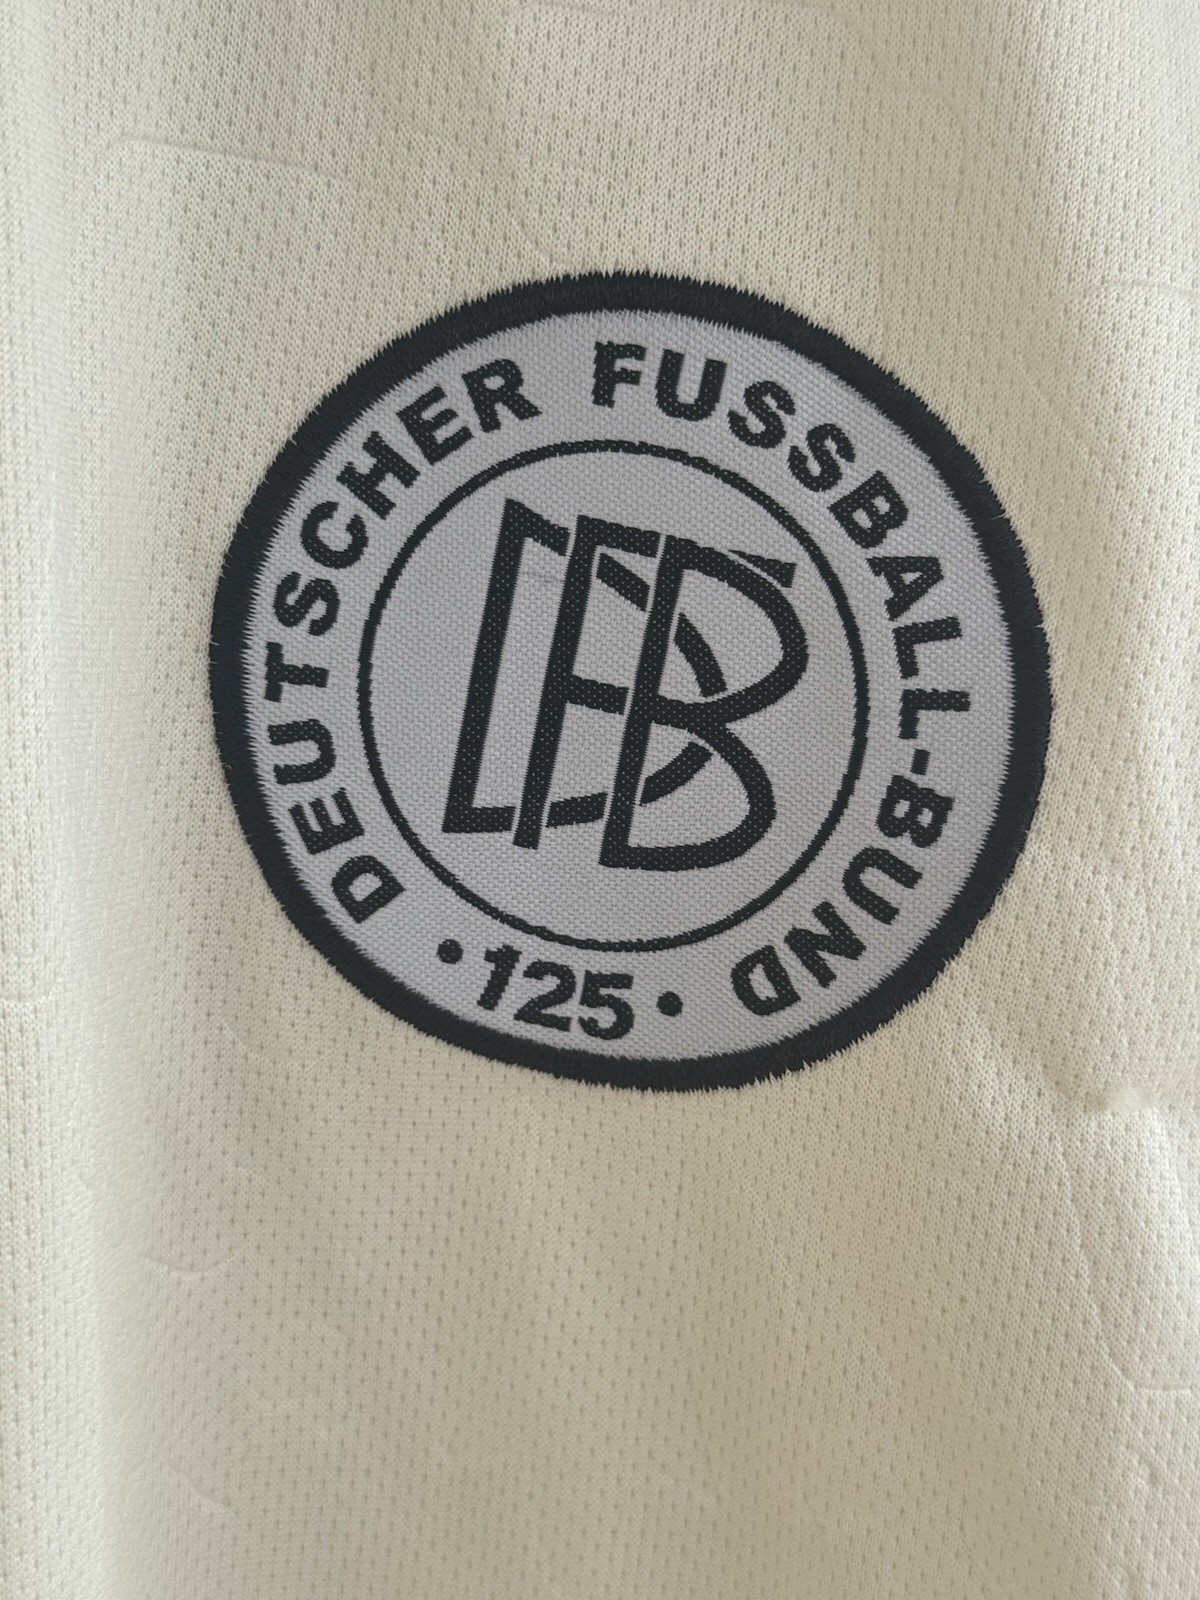 DEUTSCHER FUSSBALL-BUND
• 125 •
DFB